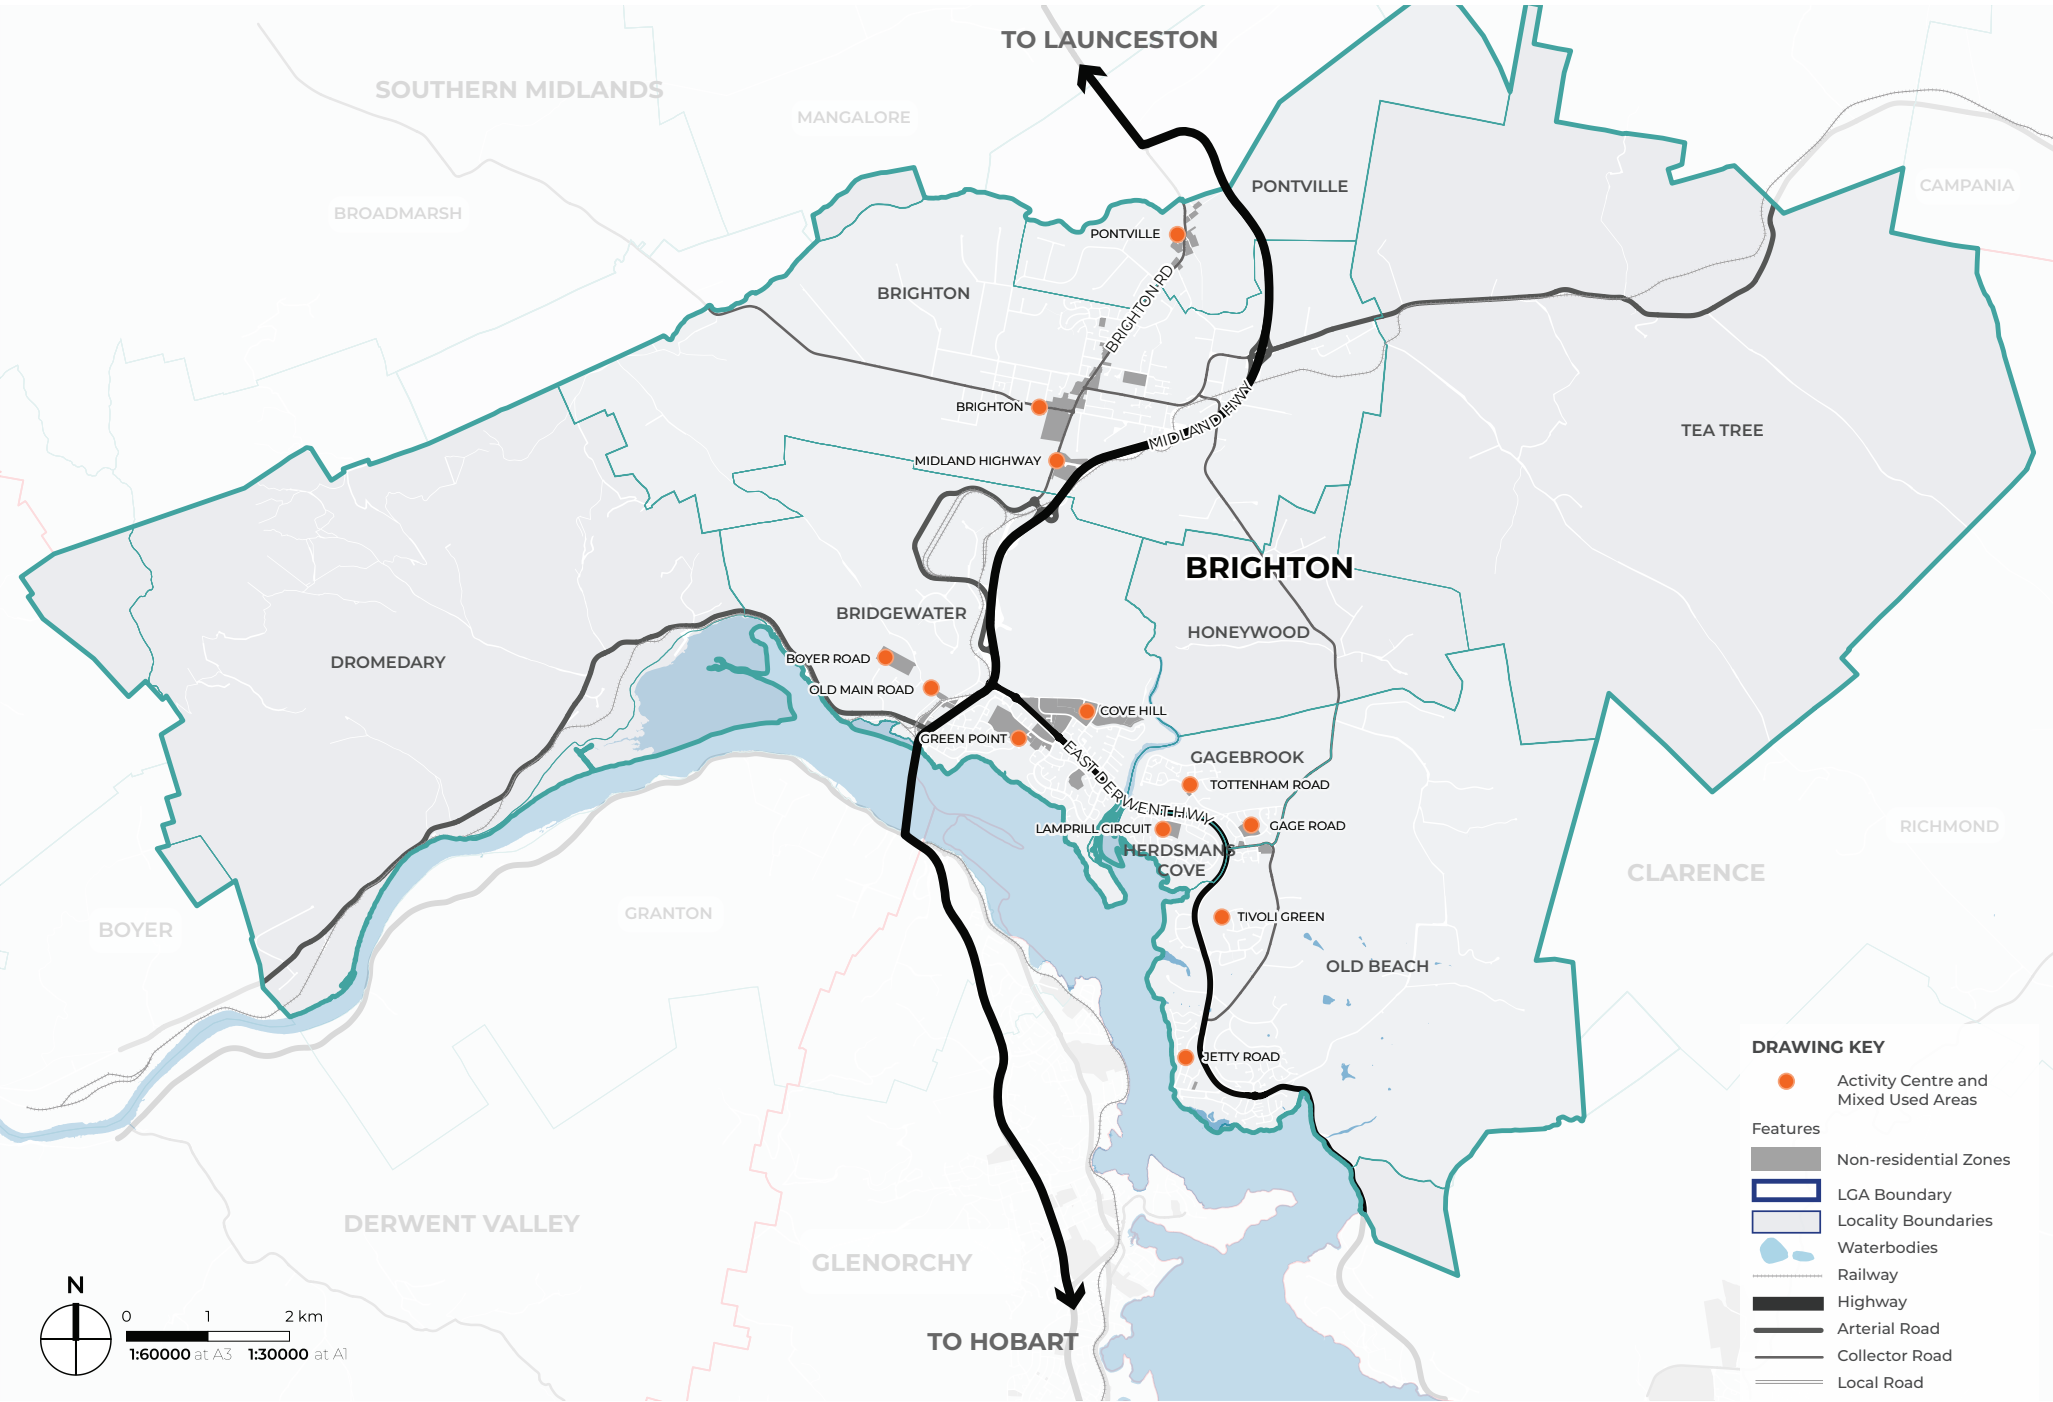 TO LAUNCESTON
SOUTHERN MIDLANDS
MANGALORE
PONTVILLE
CAMPANIA
BROADMARSH
PONTVILLE
BRIGHTON RD
BRIGHTON
BRIGHTON
MIDLAND HWY
TEA TREE
MIDLAND HIGHWAY
BRIGHTON
BRIDGEWATER
HONEYWOOD
DROMEDARY
BOYER ROAD
OLD MAIN ROAD
COVE HILL
GREEN POINT
EAST DERWENT HWY
GAGEBROOK
TOTTENHAM ROAD
LAMPRILL CIRCUIT
GAGE ROAD
RICHMOND
HERDSMANS
COVE
CLARENCE
GRANTON
TIVOLI GREEN
BOYER
OLD BEACH
JETTY ROAD
DERWENT VALLEY
GLENORCHY
TO HOBART
N
0 1 2 km
1:60000 at A3 1:30000 at A1
DRAWING KEY
Activity Centre and
Mixed Used Areas
Features
Non-residential Zones
LGA Boundary
Locality Boundaries
Waterbodies
Railway
Highway
Arterial Road
Collector Road
Local Road